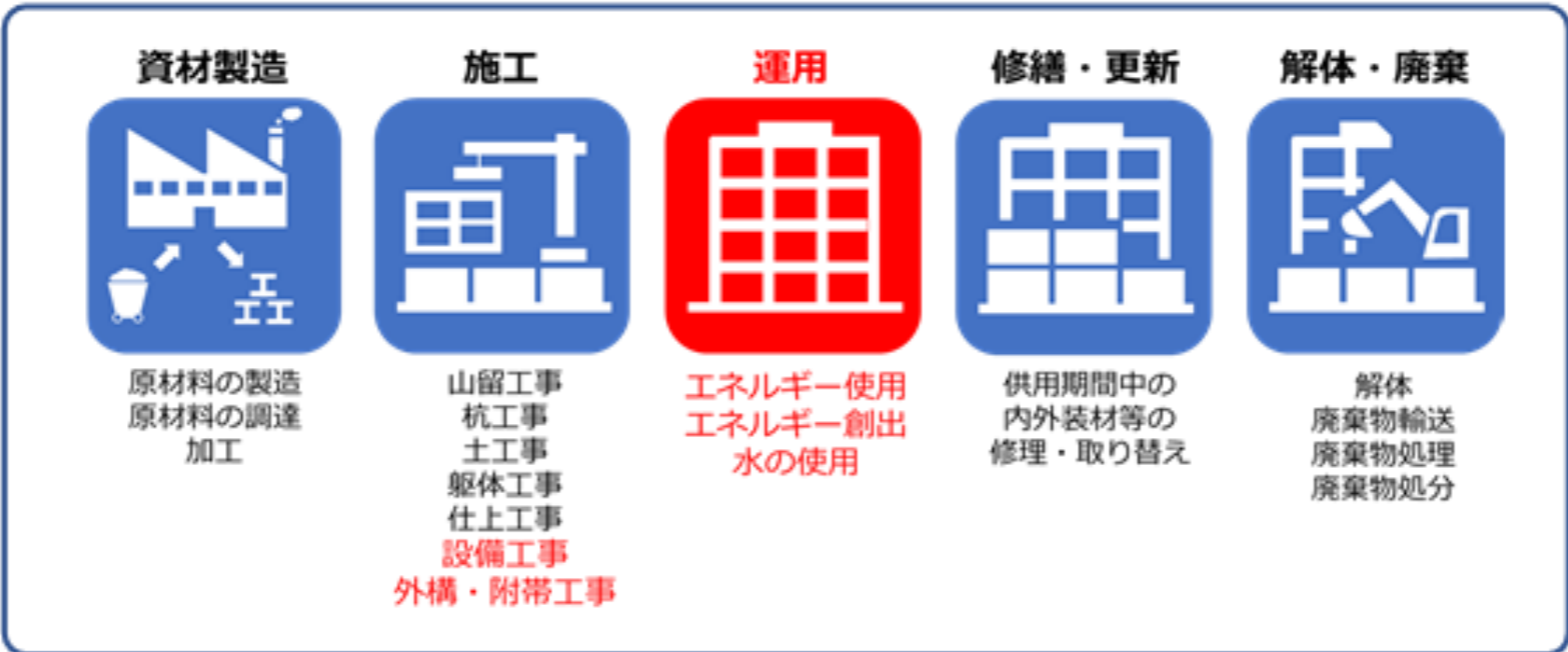 資材製造
原材料の製造
原材料の調達
加工
施工
山留工事
杭工事
土工事
躯体工事
仕上工事
設備工事
外構・附帯工事
運用
エネルギー使用
エネルギー創出
水の使用
修繕・更新
供用期間中の
内外装材等の
修理・取り替え
解体・廃棄
解体
廃棄物輸送
廃棄物処理
廃棄物処分